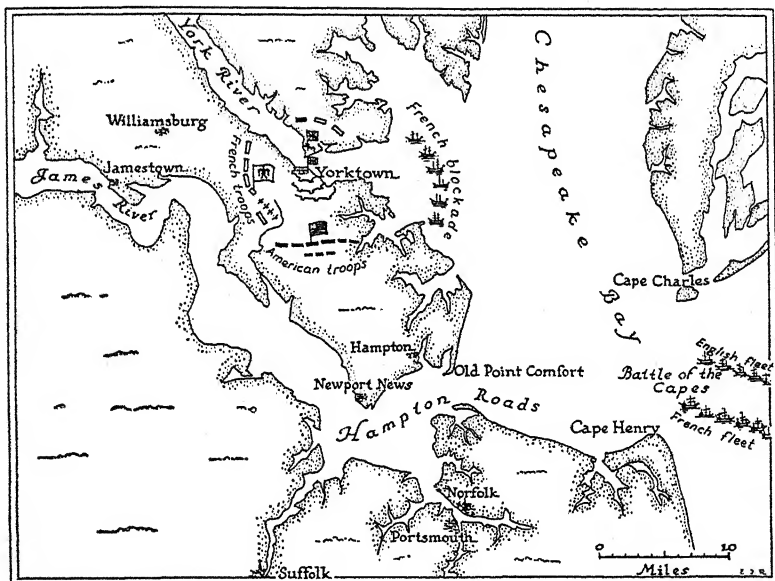 York River
Chesapeake Bay
Williamsburg
French blockade
French troops
Jamestown
Yorktown
James River
American troops
Cape Charles
Hampton
Old Point Comfort
English fleet
Battle of the
Capes
Newport News
Hampton Roads
French fleet
Cape Henry
Norfolk
Portsmouth
0 10
Miles
Suffolk